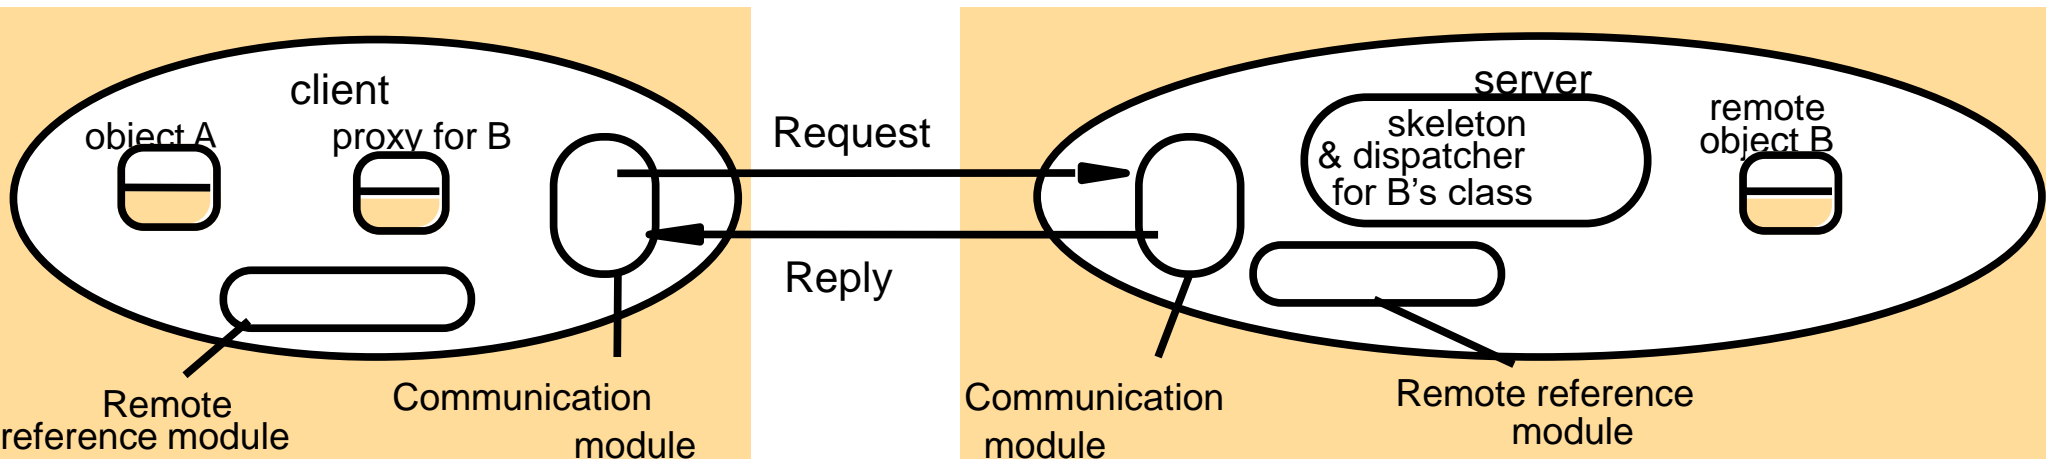 client
object A
proxy for B
Remote
reference module
Communication
module
Request
Reply
server
skeleton
& dispatcher
for B’s class
remote
object B
Communication
module
Remote reference
module